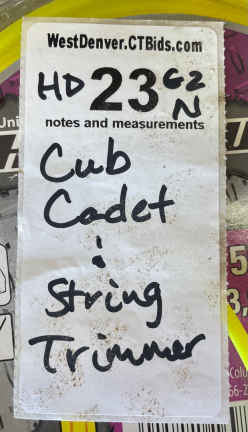 WestDenver.CTBids.com
HD 23 G2
N
notes and measurements
Cub
Cadet
:
String
Trimmer